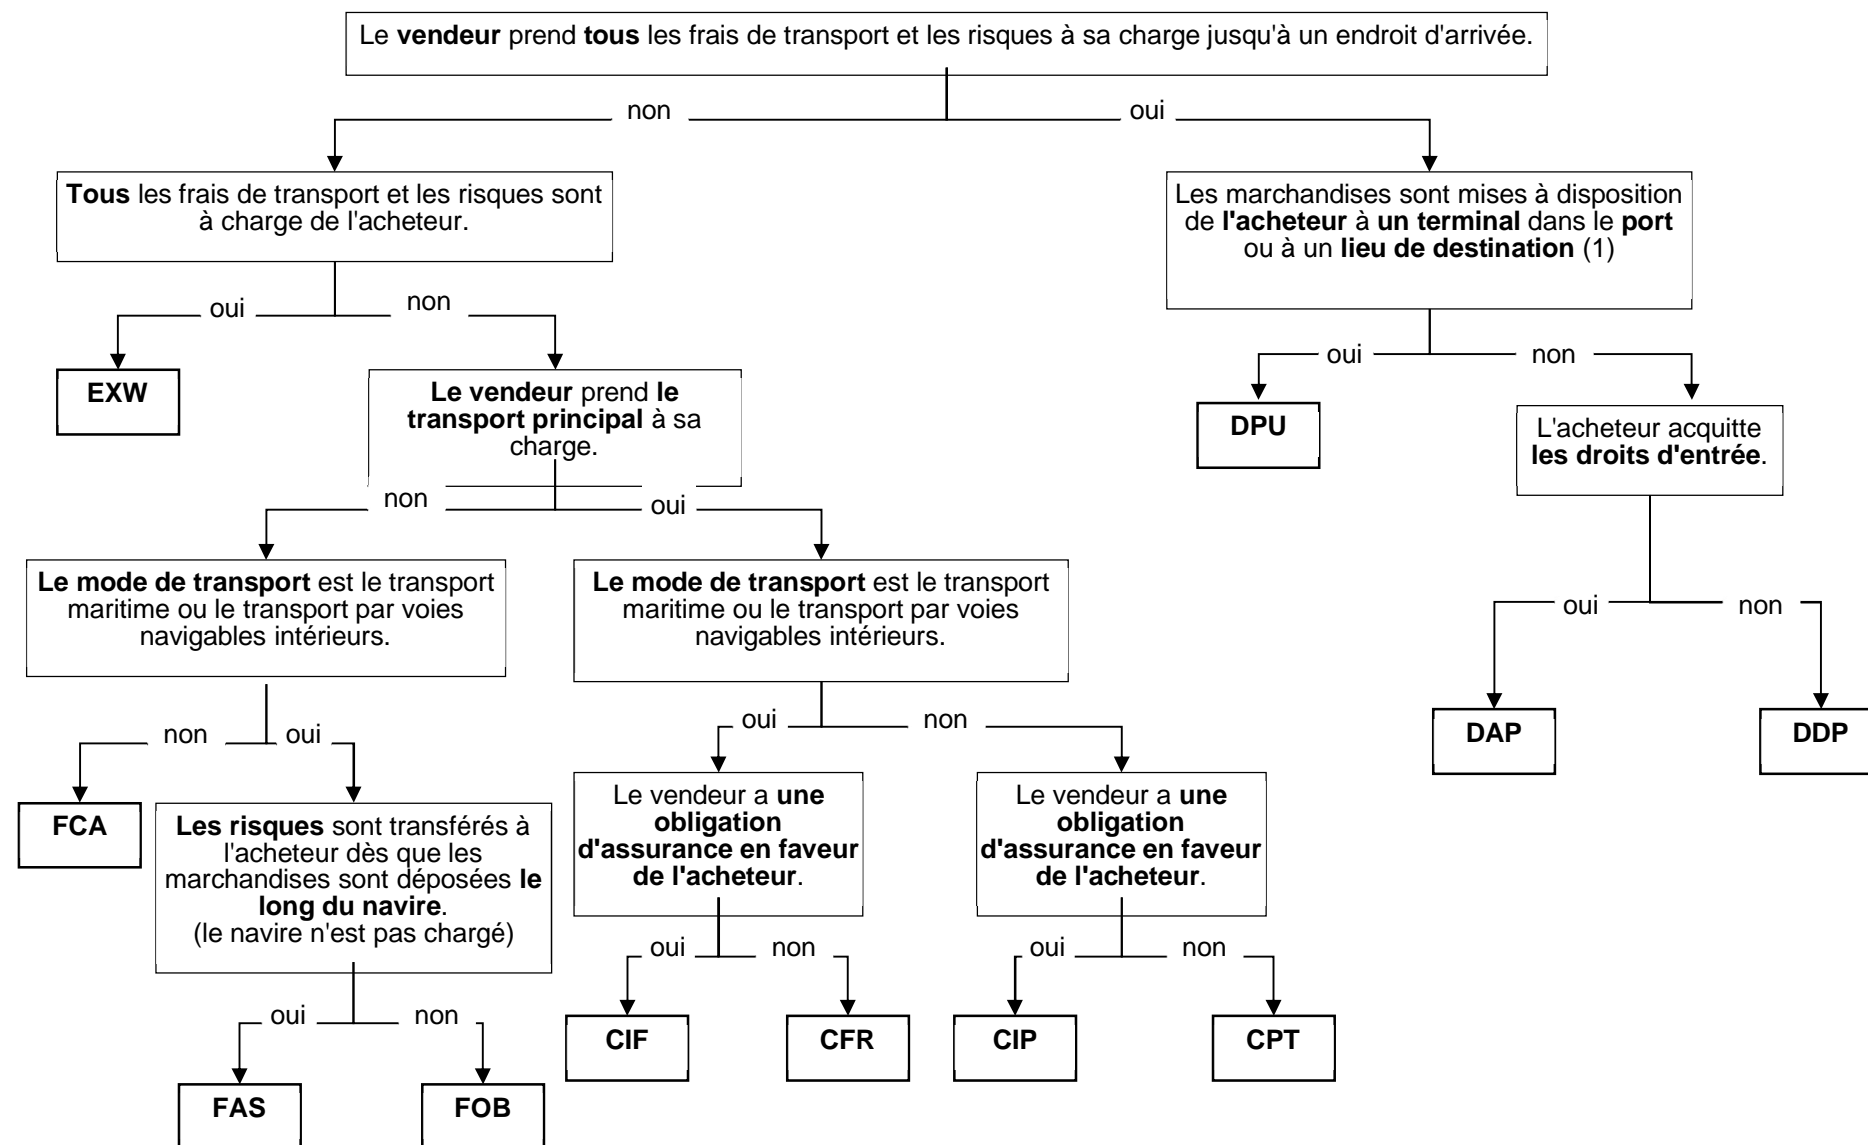 Le vendeur prend tous les frais de transport et les risques à sa charge jusqu'à un endroit d'arrivée.
non
oui
Tous les frais de transport et les risques sont
à charge de l'acheteur.
Les marchandises sont mises à disposition
de l'acheteur à un terminal dans le port
ou à un lieu de destination (1)
oui
non
oui
non
EXW
Le vendeur prend le
transport principal à sa
charge.
DPU
L'acheteur acquitte
les droits d'entrée.
non
oui
Le mode de transport est le transport
maritime ou le transport par voies
navigables intérieurs.
Le mode de transport est le transport
maritime ou le transport par voies
navigables intérieurs.
oui
non
non
oui
oui
non
DAP
DDP
FCA
Les risques sont transférés à
l'acheteur dès que les
marchandises sont déposées le
long du navire.
(le navire n'est pas chargé)
Le vendeur a une
obligation
d'assurance en faveur
de l'acheteur.
Le vendeur a une
obligation
d'assurance en faveur
de l'acheteur.
oui
non
oui
non
oui
non
CIF
CFR
CIP
CPT
FAS
FOB